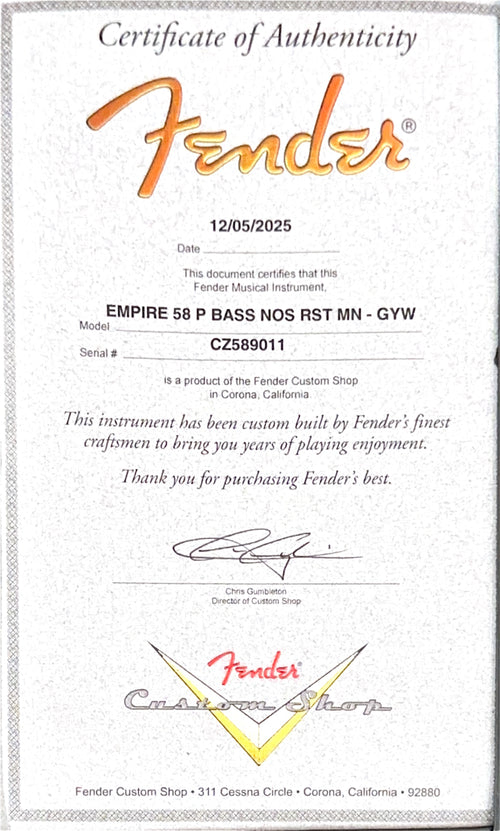 Certificate of Authenticity
Fender®
12/05/2025
Date
This document certifies that this
Fender Musical Instrument,
EMPIRE 58 P BASS NOS RST MN - GYW
Model
CZ589011
Serial #
is a product of the Fender Custom Shop
in Corona, California
This instrument has been custom built by Fender's finest
craftsmen to bring you years of playing enjoyment.
Thank you for purchasing Fender's best.
Chris Gumbleton
Director of Custom Shop
Fender®
Custom Shop
Fender Custom Shop • 311 Cessna Circle • Corona, California • 92880